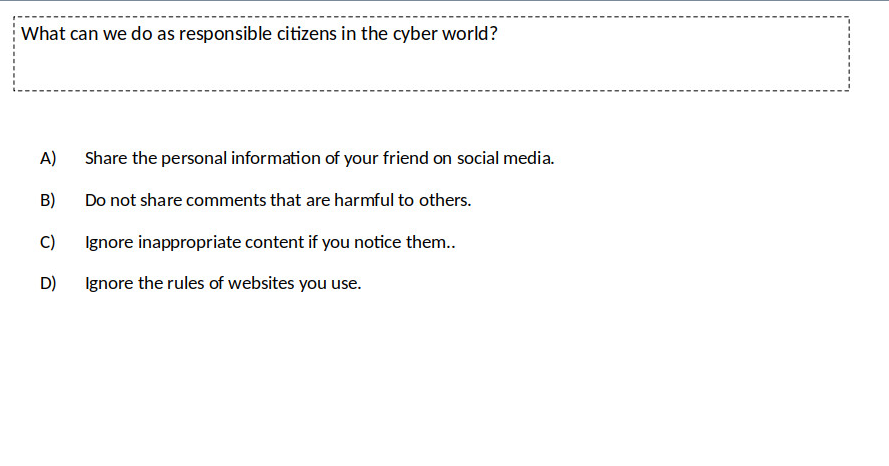 What can we do as responsible citizens in the cyber world?
A) Share the personal information of your friend on social media.
B) Do not share comments that are harmful to others.
C) Ignore inappropriate content if you notice them..
D) Ignore the rules of websites you use.